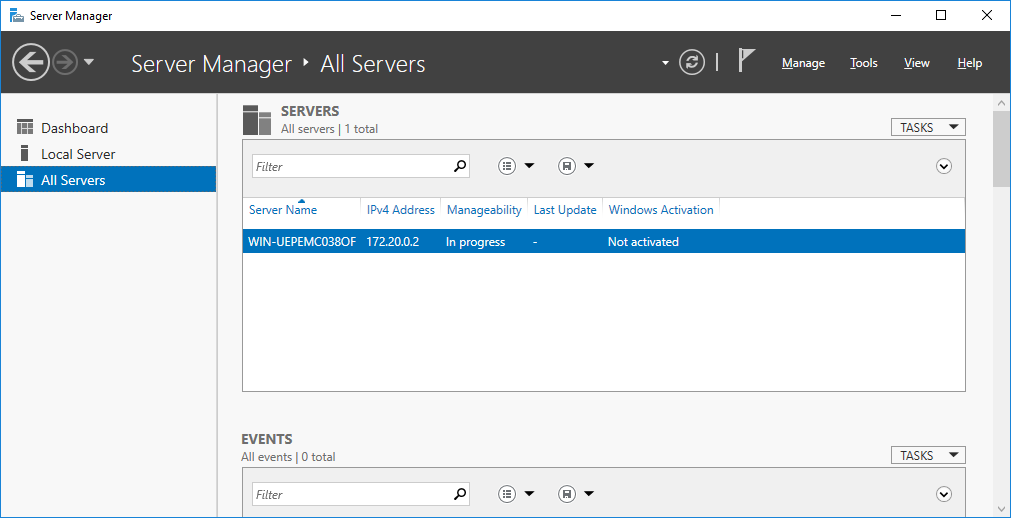 Server Manager
Server Manager ‣ All Servers
Manage Tools View Help
Dashboard
Local Server
All Servers
SERVERS
All servers | 1 total
TASKS
Filter
Server Name IPv4 Address Manageability Last Update Windows Activation
WIN-UEPEMC038OF 172.20.0.2 In progress - Not activated
EVENTS
All events | 0 total
TASKS
Filter